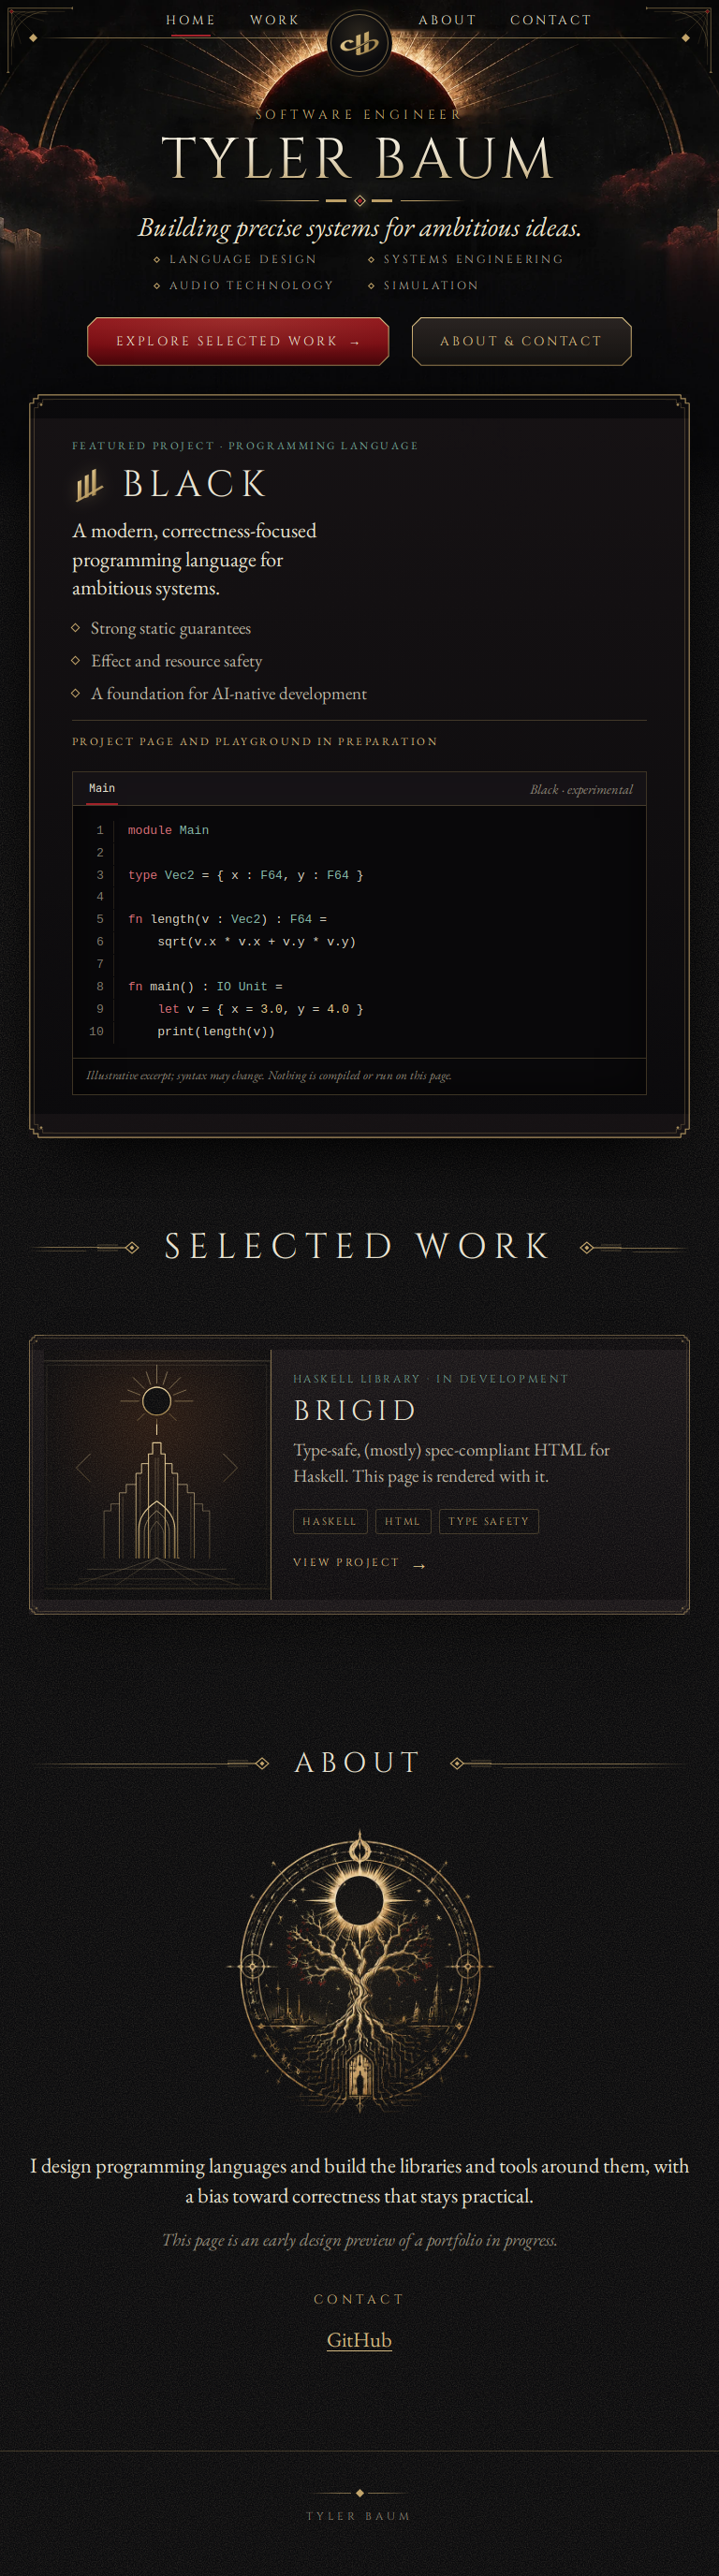 HOME WORK ABOUT CONTACT
SOFTWARE ENGINEER
TYLER BAUM
Building precise systems for ambitious ideas.
LANGUAGE DESIGN SYSTEMS ENGINEERING
AUDIO TECHNOLOGY SIMULATION
EXPLORE SELECTED WORK → ABOUT & CONTACT
FEATURED PROJECT · PROGRAMMING LANGUAGE
BLACK
A modern, correctness-focused
programming language for
ambitious systems.
Strong static guarantees
Effect and resource safety
A foundation for AI-native development
PROJECT PAGE AND PLAYGROUND IN PREPARATION
Main Black · experimental
1 module Main
2
3 type Vec2 = { x : F64, y : F64 }
4
5 fn length(v : Vec2) : F64 =
6 sqrt(v.x * v.x + v.y * v.y)
7
8 fn main() : IO Unit =
9 let v = { x = 3.0, y = 4.0 }
10 print(length(v))
Illustrative excerpt; syntax may change. Nothing is compiled or run on this page.
SELECTED WORK
HASKELL LIBRARY · IN DEVELOPMENT
BRIGID
Type-safe, (mostly) spec-compliant HTML for
Haskell. This page is rendered with it.
HASKELL HTML TYPE SAFETY
VIEW PROJECT →
ABOUT
I design programming languages and build the libraries and tools around them, with
a bias toward correctness that stays practical.
This page is an early design preview of a portfolio in progress.
CONTACT
GitHub
TYLER BAUM